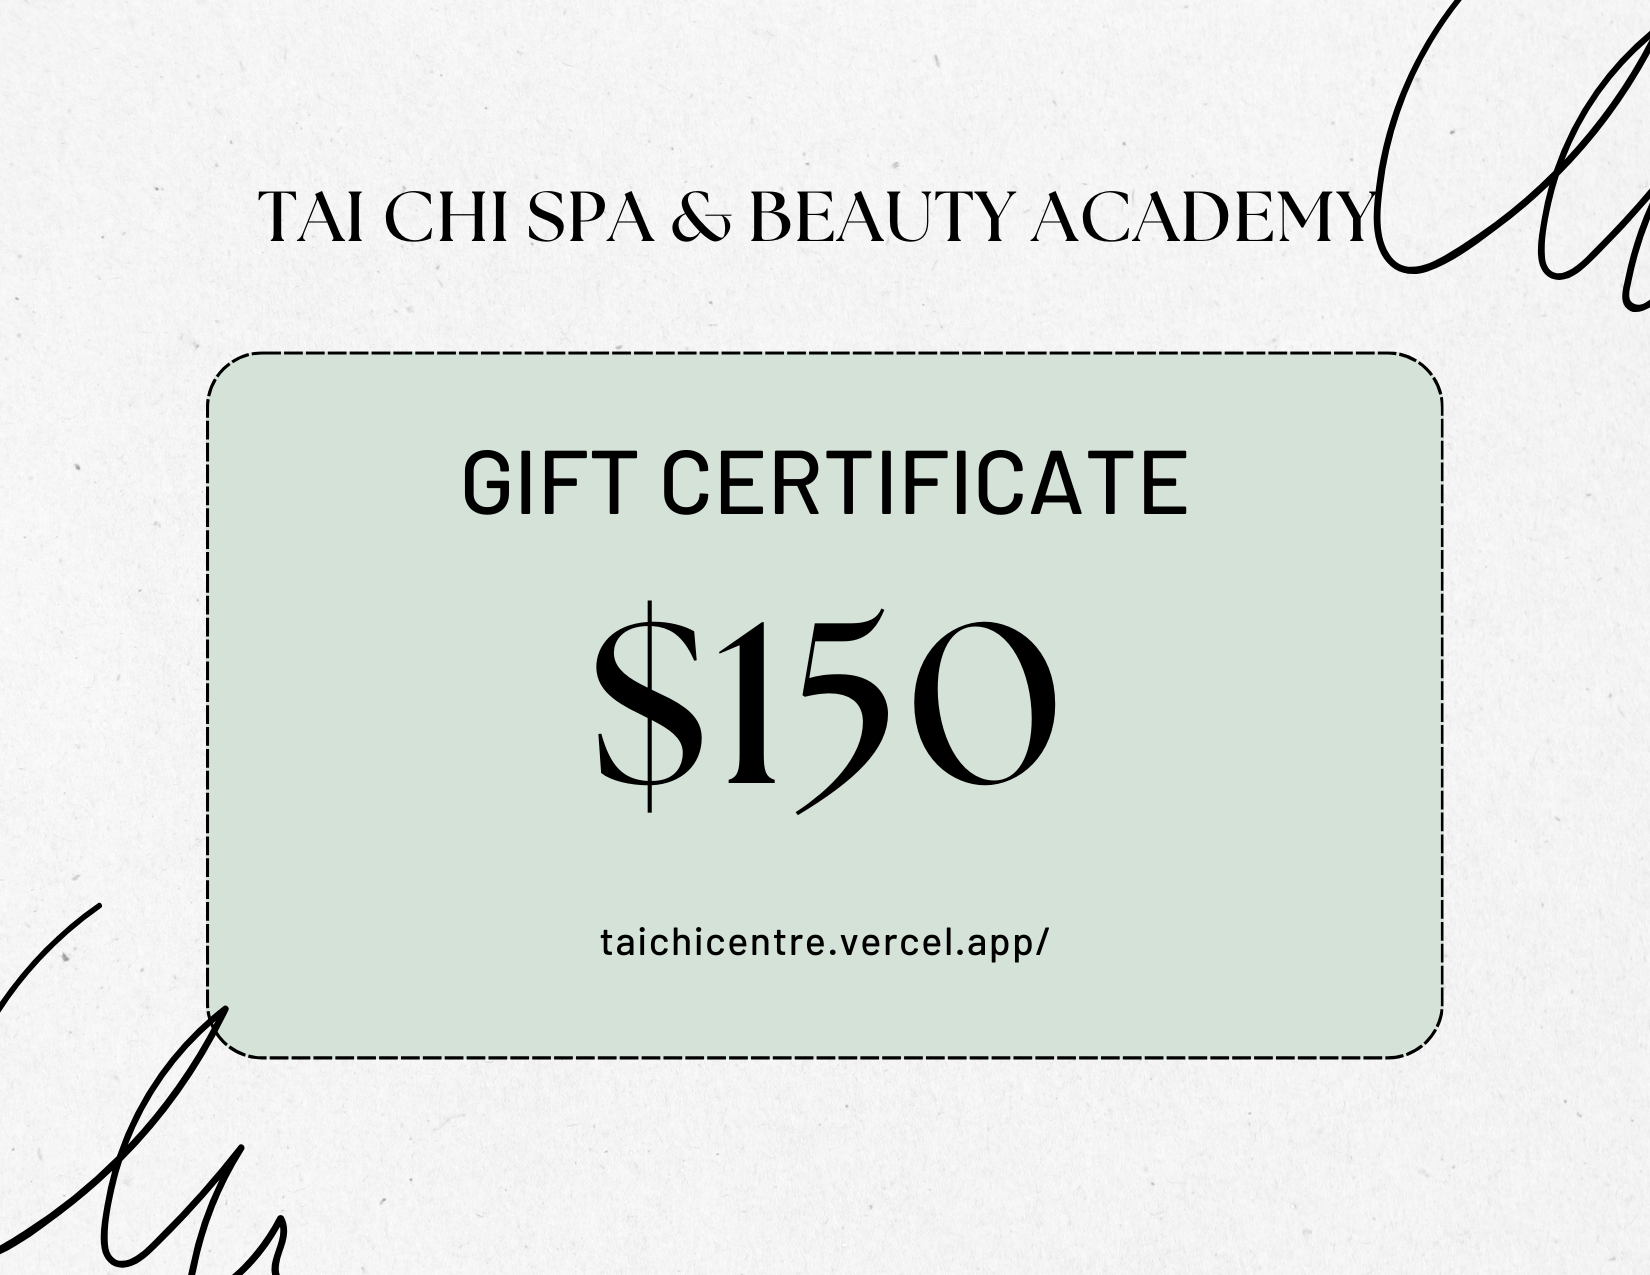 TAI CHI SPA & BEAUTY ACADEMY
GIFT CERTIFICATE
$150
taichicentre.vercel.app/